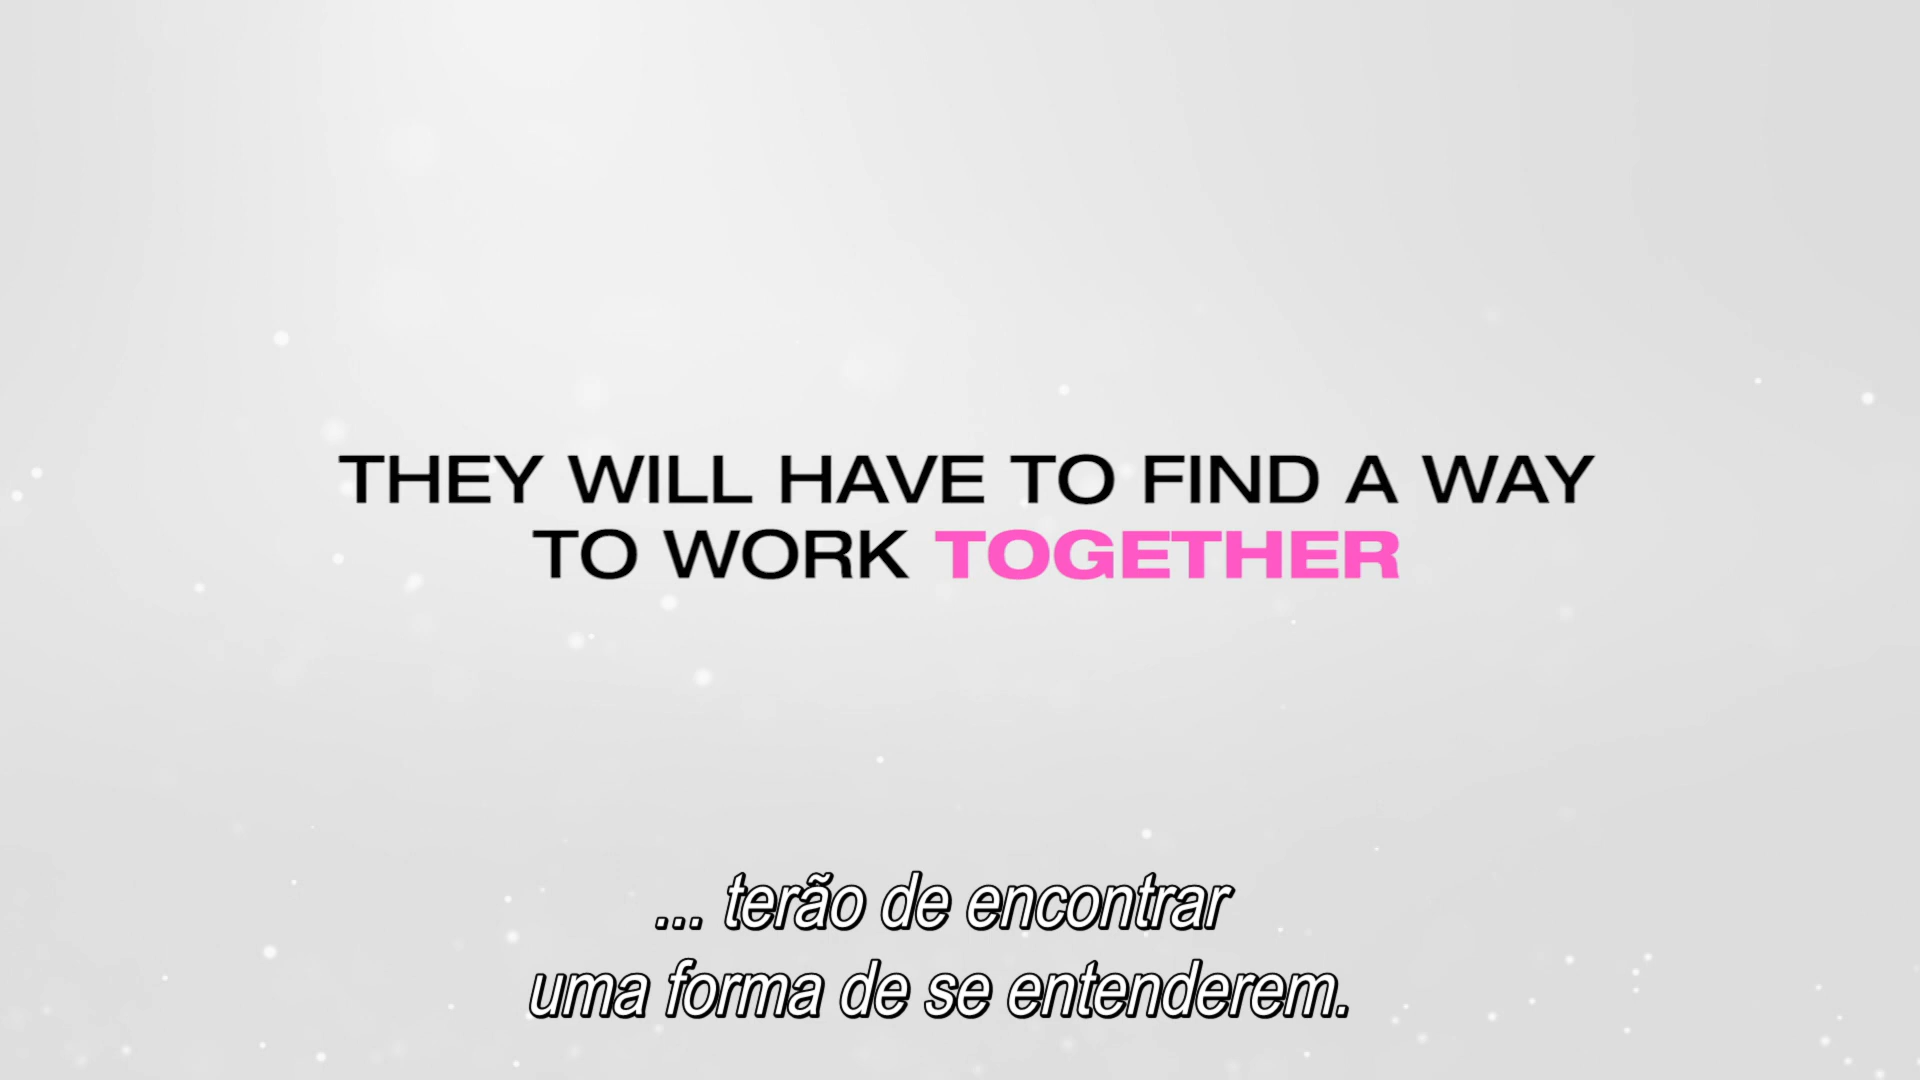 THEY WILL HAVE TO FIND A WAY
TO WORK TOGETHER
... terão de encontrar
uma forma de se entenderem.